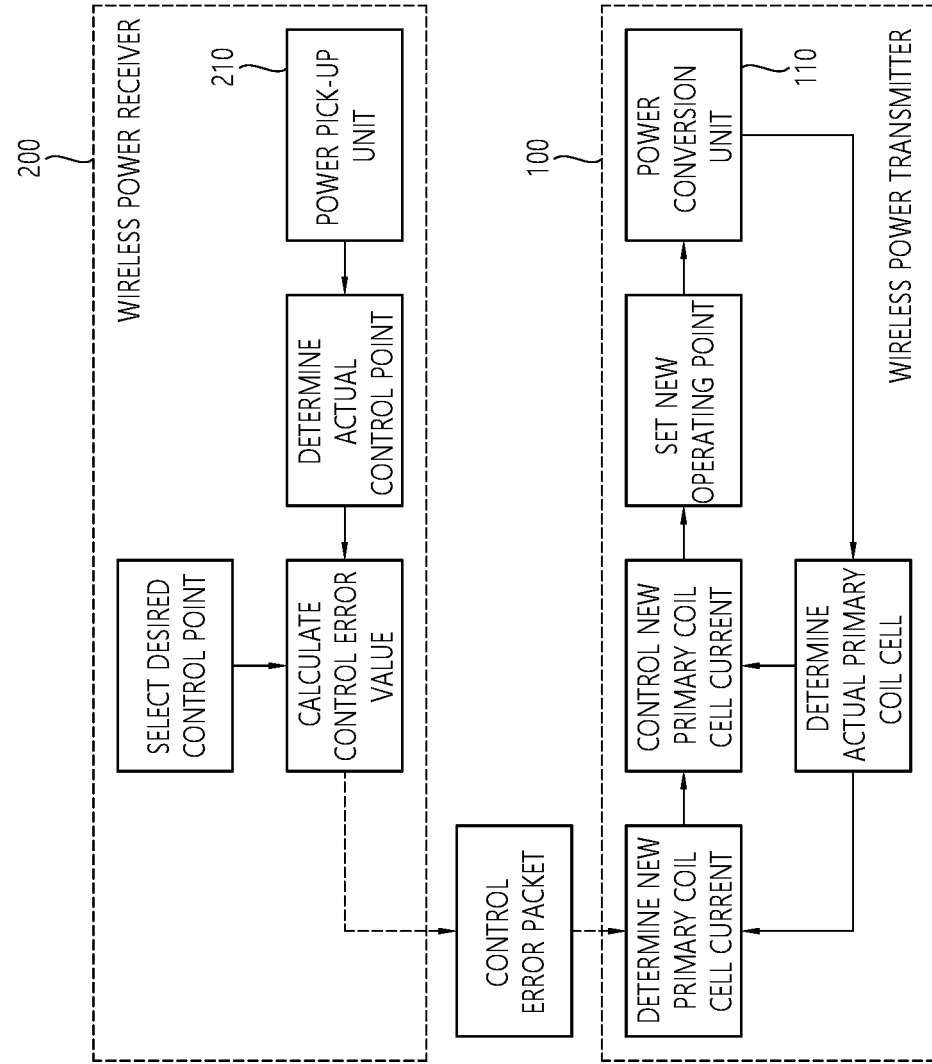 200
WIRELESS POWER RECEIVER
SELECT DESIRED
CONTROL POINT
210
CALCULATE
CONTROL ERROR
VALUE
DETERMINE
ACTUAL
CONTROL POINT
POWER PICK-UP
UNIT
CONTROL
ERROR PACKET
100
DETERMINE NEW
PRIMARY COIL
CELL CURRENT
CONTROL NEW
PRIMARY COIL
CELL CURRENT
SET NEW
OPERATING POINT
POWER
CONVERSION
UNIT
110
DETERMINE
ACTUAL PRIMARY
COIL CELL
WIRELESS POWER TRANSMITTER